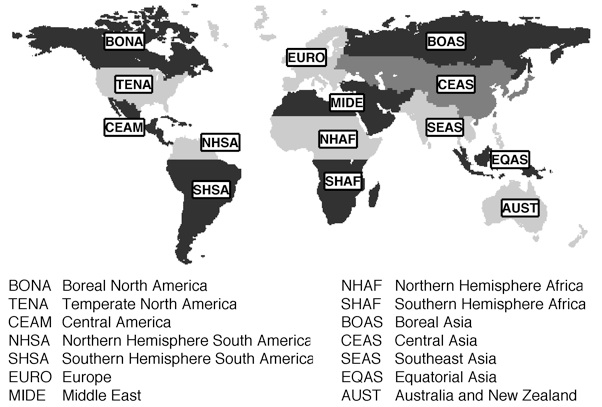 BONA
BOAS
EURO
TENA
CEAS
MIDE
CEAM
SEAS
NHSA
NHAF
EQAS
SHSA
SHAF
AUST
BONA Boreal North America
TENA Temperate North America
CEAM Central America
NHSA Northern Hemisphere South America
SHSA Southern Hemisphere South America
EURO Europe
MIDE Middle East
NHAF Northern Hemisphere Africa
SHAF Southern Hemisphere Africa
BOAS Boreal Asia
CEAS Central Asia
SEAS Southeast Asia
EQAS Equatorial Asia
AUST Australia and New Zealand